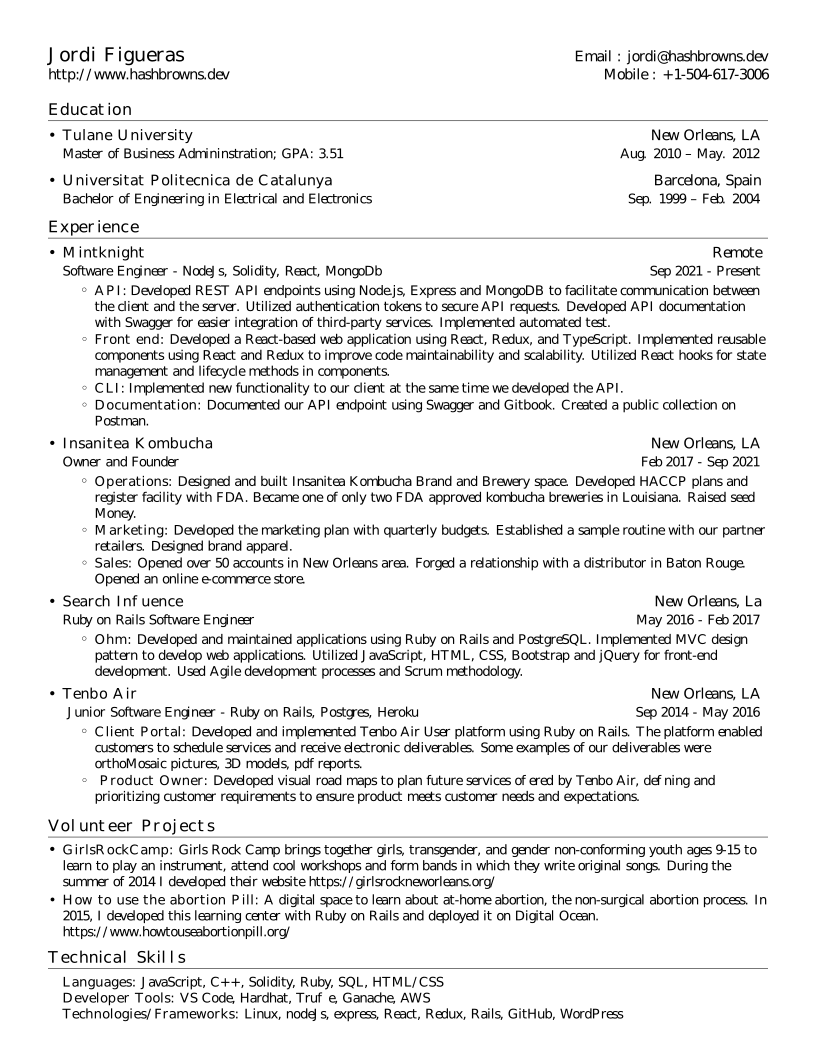 Jordi Figueras
Email : jordi@hashbrowns.dev
http://www.hashbrowns.dev
Mobile : +1-504-617-3006
Education
• Tulane University New Orleans, LA
Master of Business Admininstration; GPA: 3.51 Aug. 2010 – May. 2012
• Universitat Politecnica de Catalunya Barcelona, Spain
Bachelor of Engineering in Electrical and Electronics Sep. 1999 – Feb. 2004
Experience
• Mintknight Remote
Software Engineer - NodeJs, Solidity, React, MongoDb Sep 2021 - Present
◦ API: Developed REST API endpoints using Node.js, Express and MongoDB to facilitate communication between
the client and the server. Utilized authentication tokens to secure API requests. Developed API documentation
with Swagger for easier integration of third-party services. Implemented automated test.
◦ Front end: Developed a React-based web application using React, Redux, and TypeScript. Implemented reusable
components using React and Redux to improve code maintainability and scalability. Utilized React hooks for state
management and lifecycle methods in components.
◦ CLI: Implemented new functionality to our client at the same time we developed the API.
◦ Documentation: Documented our API endpoint using Swagger and Gitbook. Created a public collection on
Postman.
• Insanitea Kombucha New Orleans, LA
Owner and Founder Feb 2017 - Sep 2021
◦ Operations: Designed and built Insanitea Kombucha Brand and Brewery space. Developed HACCP plans and
register facility with FDA. Became one of only two FDA approved kombucha breweries in Louisiana. Raised seed
Money.
◦ Marketing: Developed the marketing plan with quarterly budgets. Established a sample routine with our partner
retailers. Designed brand apparel.
◦ Sales: Opened over 50 accounts in New Orleans area. Forged a relationship with a distributor in Baton Rouge.
Opened an online e-commerce store.
• Search Inf uence New Orleans, La
Ruby on Rails Software Engineer May 2016 - Feb 2017
◦ Ohm: Developed and maintained applications using Ruby on Rails and PostgreSQL. Implemented MVC design
pattern to develop web applications. Utilized JavaScript, HTML, CSS, Bootstrap and jQuery for front-end
development. Used Agile development processes and Scrum methodology.
• Tenbo Air New Orleans, LA
Junior Software Engineer - Ruby on Rails, Postgres, Heroku Sep 2014 - May 2016
◦ Client Portal: Developed and implemented Tenbo Air User platform using Ruby on Rails. The platform enabled
customers to schedule services and receive electronic deliverables. Some examples of our deliverables were
orthoMosaic pictures, 3D models, pdf reports.
◦ Product Owner: Developed visual road maps to plan future services of ered by Tenbo Air, def ning and
prioritizing customer requirements to ensure product meets customer needs and expectations.
Volunteer Projects
• GirlsRockCamp: Girls Rock Camp brings together girls, transgender, and gender non-conforming youth ages 9-15 to
learn to play an instrument, attend cool workshops and form bands in which they write original songs. During the
summer of 2014 I developed their website https://girlsrockneworleans.org/
• How to use the abortion Pill: A digital space to learn about at-home abortion, the non-surgical abortion process. In
2015, I developed this learning center with Ruby on Rails and deployed it on Digital Ocean.
https://www.howtouseabortionpill.org/
Technical Skills
Languages: JavaScript, C++, Solidity, Ruby, SQL, HTML/CSS
Developer Tools: VS Code, Hardhat, Truf e, Ganache, AWS
Technologies/Frameworks: Linux, nodeJs, express, React, Redux, Rails, GitHub, WordPress